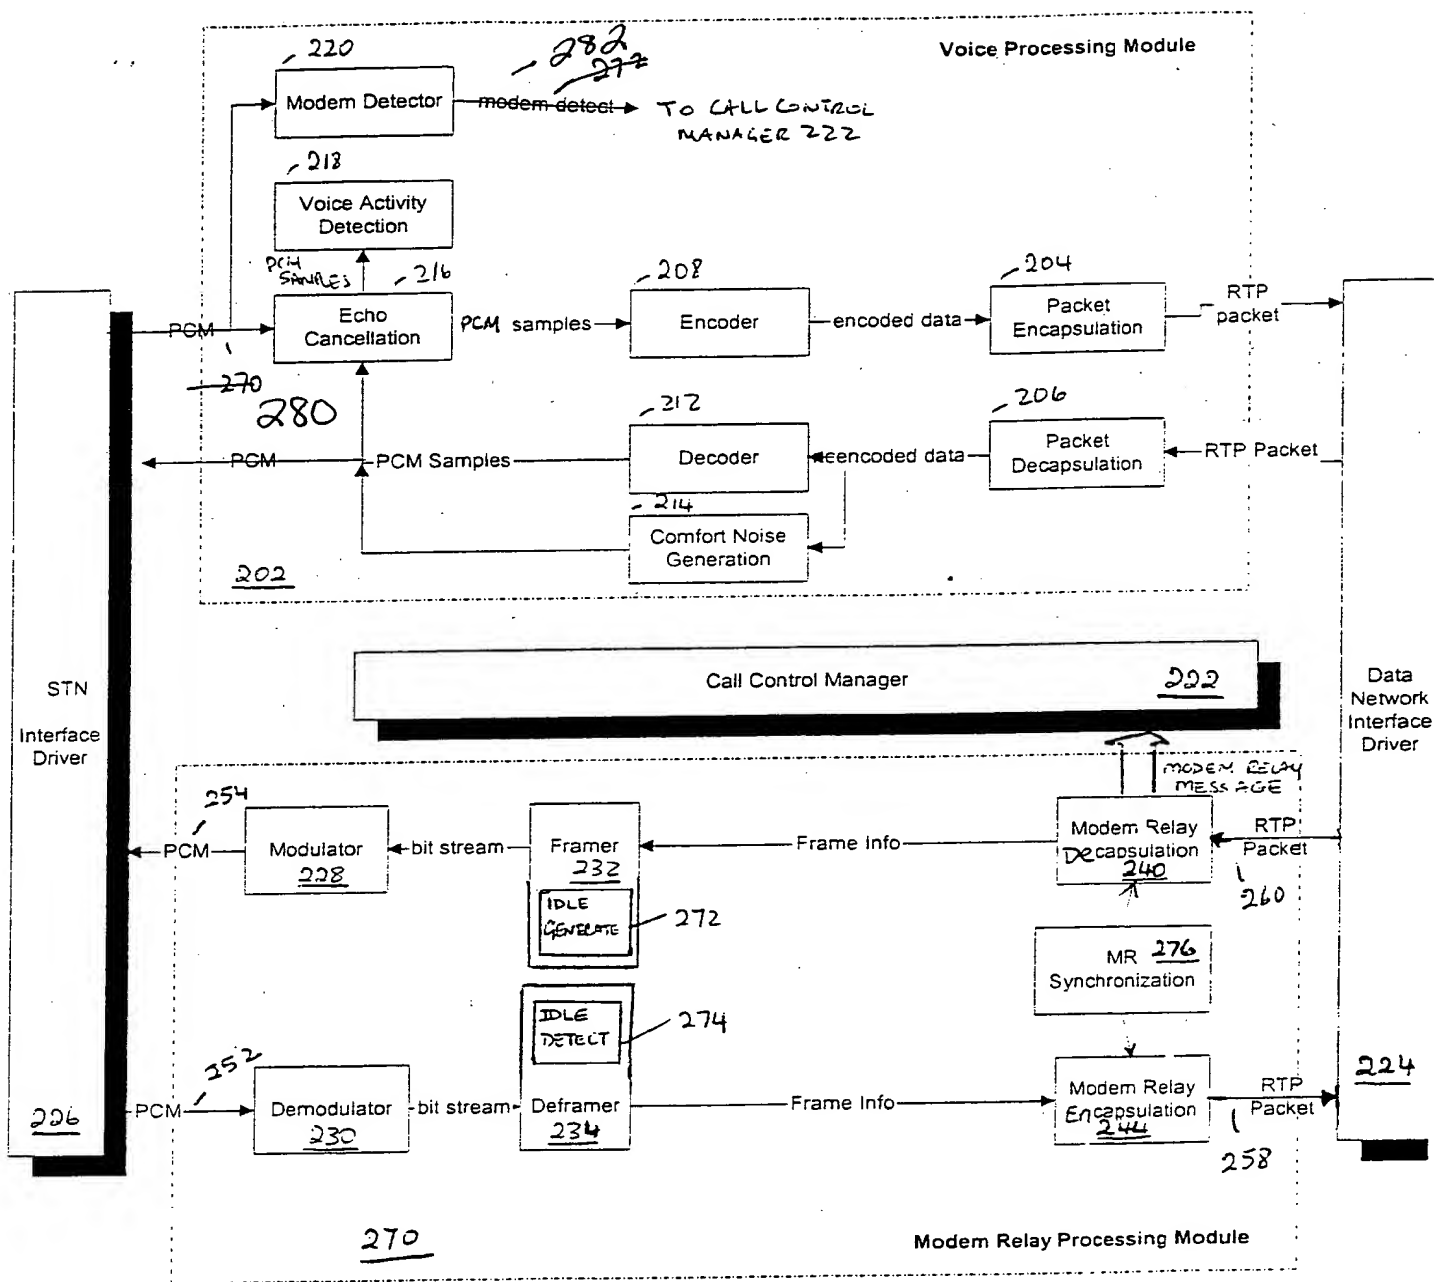 220
282
272
Voice Processing Module
Modem Detector
modem detect
TO CALL CONTROL
MANAGER 222
218
Voice Activity
Detection
PCM
SAMPLES
216
208
204
PCM
Echo
Cancellation
PCM samples
Encoder
encoded data
Packet
Encapsulation
RTP
packet
270
280
212
206
PCM
PCM Samples
Decoder
encoded data
Packet
Decapsulation
RTP Packet
214
Comfort Noise
Generation
202
STN
Interface
Driver
226
Call Control Manager
222
Data
Network
Interface
Driver
224
MODEM RELAY
MESSAGE
254
PCM
Modulator
228
bit stream
Framer
232
IDLE
GENERATE
272
Frame Info
Modem Relay
Decapsulation
240
RTP
Packet
260
MR 276
Synchronization
IDLE
DETECT
274
252
PCM
Demodulator
230
bit stream
Deframer
234
Frame Info
Modem Relay
Encapsulation
244
RTP
Packet
258
270
Modem Relay Processing Module